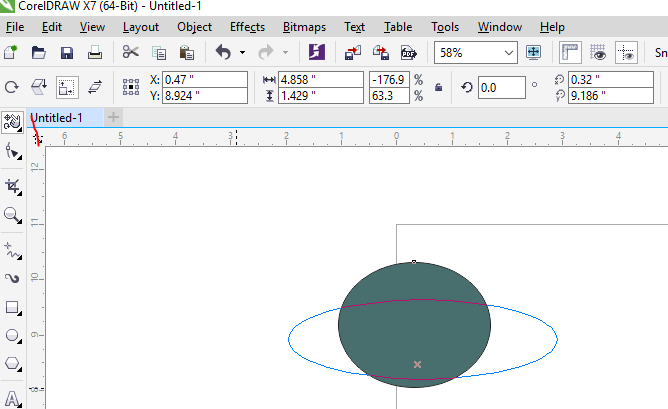 CorelDRAW X7 (64-Bit) - Untitled-1
File Edit View Layout Object Effects Bitmaps Text Table Tools Window Help
58% PDF Sn
X: 0.47 " 4.858 " -176.9 % 0.0 ° 0.32 "
Y: 8.924 " 1.429 " 63.3 % 9.186 "
Untitled-1
6 5 4 3 2 1 0 1 2 3 4
12
11
10
9
8